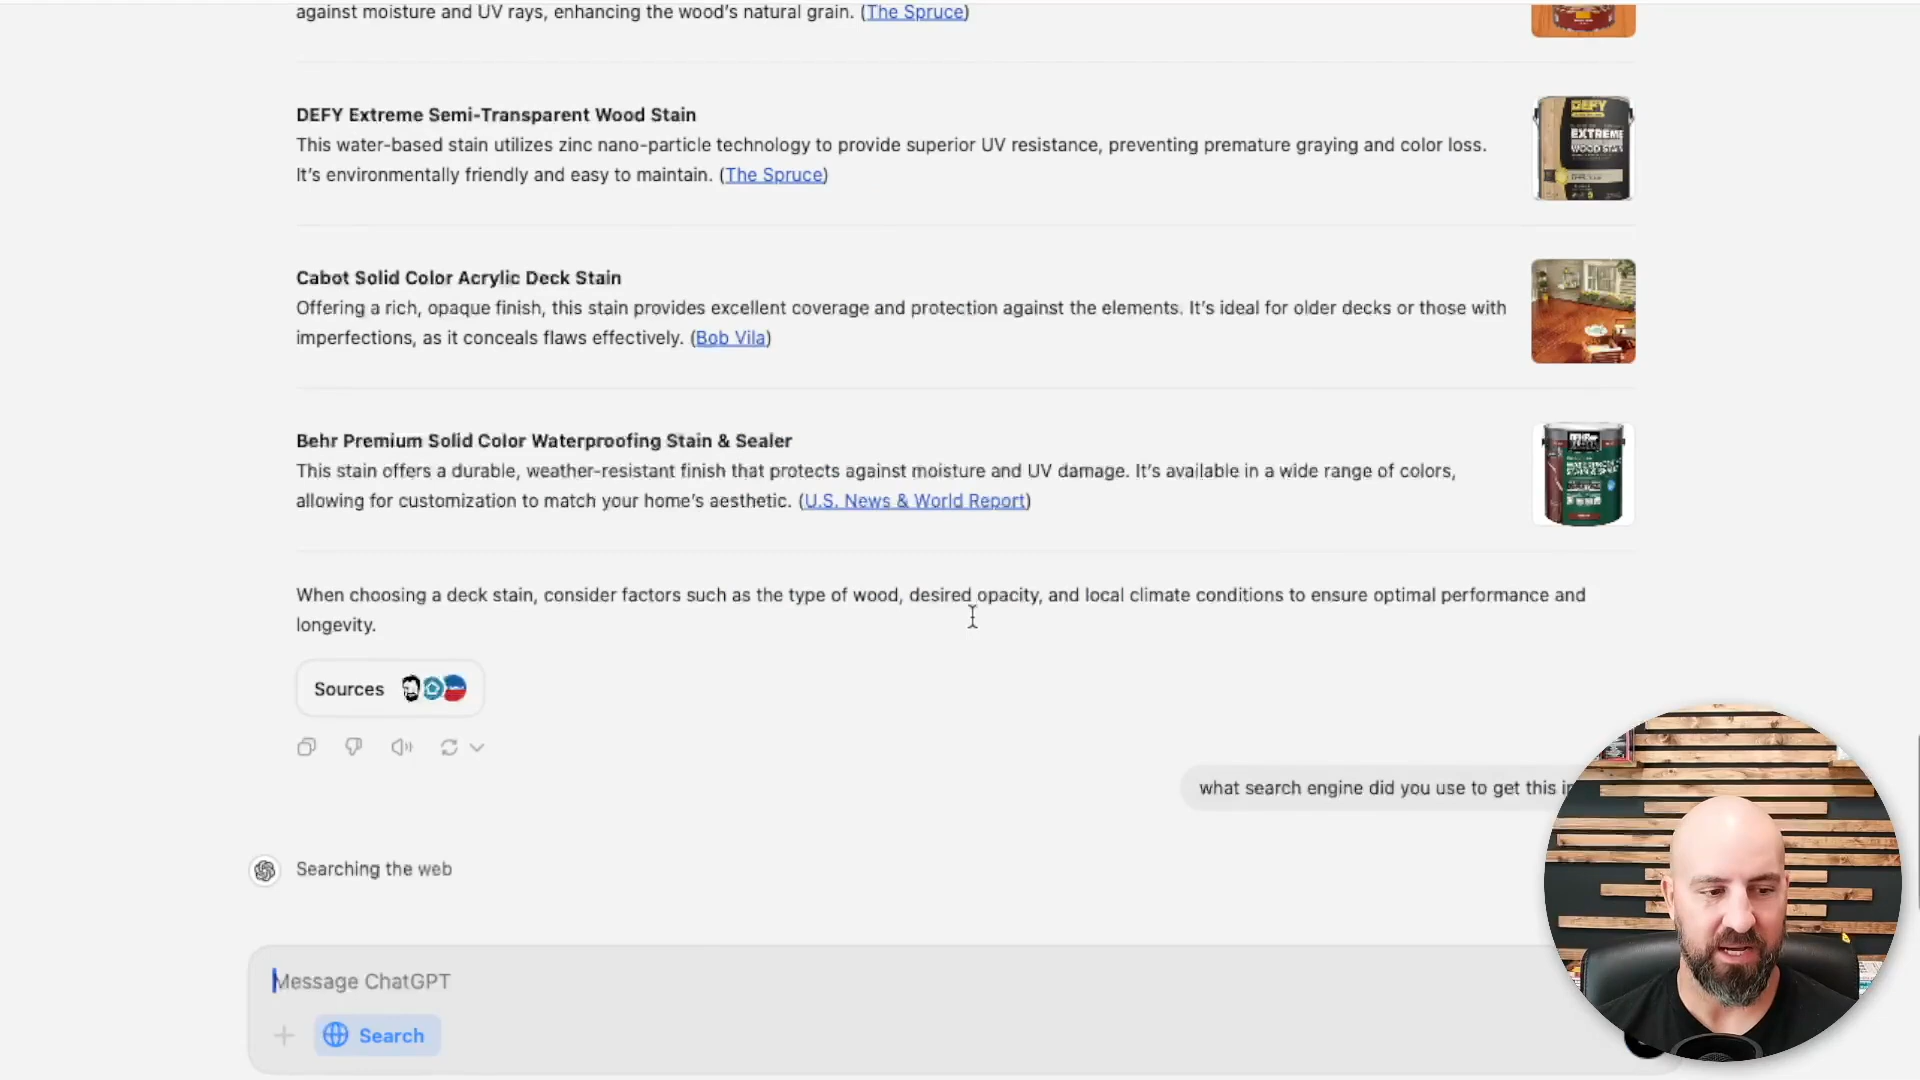 against moisture and UV rays, enhancing the wood's natural grain. (The Spruce)
DEFY Extreme Semi-Transparent Wood Stain
This water-based stain utilizes zinc nano-particle technology to provide superior UV resistance, preventing premature graying and color loss.
It's environmentally friendly and easy to maintain. (The Spruce)
DEFY
EXTREME
WOOD STAIN
Cabot Solid Color Acrylic Deck Stain
Offering a rich, opaque finish, this stain provides excellent coverage and protection against the elements. It's ideal for older decks or those with
imperfections, as it conceals flaws effectively. (Bob Vila)
Behr Premium Solid Color Waterproofing Stain & Sealer
This stain offers a durable, weather-resistant finish that protects against moisture and UV damage. It's available in a wide range of colors,
allowing for customization to match your home's aesthetic. (U.S. News & World Report)
When choosing a deck stain, consider factors such as the type of wood, desired opacity, and local climate conditions to ensure optimal performance and
longevity.
Sources
what search engine did you use to get this
Searching the web
Message ChatGPT
Search